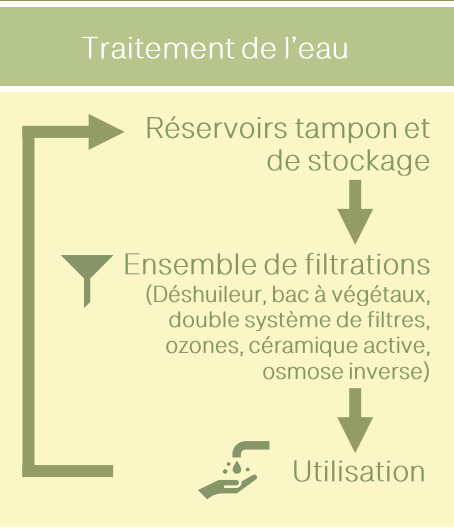 Traitement de l’eau
Réservoirs tampon et
de stockage
Ensemble de filtrations
(Déshuileur, bac à végétaux,
double système de filtres,
ozones, céramique active,
osmose inverse)
Utilisation